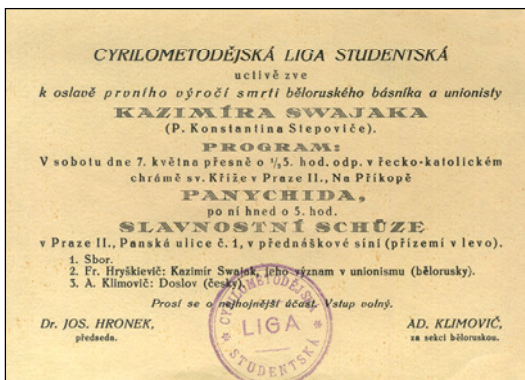 CYRILOMETODĚJSKÁ LIGA STUDENTSKÁ
uctivě zve
k oslavě prvního výročí smrti běloruského básníka a unionisty
KAZIMÍRA SWAJAKA
(P. Konstantina Stepoviče).
PROGRAM:
V sobotu dne 7. května přesně o ½5. hod. odp. v řecko-katolickém
chrámě sv. Kříže v Praze II., Na Příkopě
PANYCHIDA,
po ní hned o 5. hod.
SLAVNOSTNÍ SCHŮZE
v Praze II., Panská ulice č. 1, v přednáškové síni (přízemí v levo).
1. Sbor.
2. Fr. Hryškievič: Kazimír Swajak, jeho význam v unionismu (bělorusky).
3. A. Klimovič: Doslov (česky).
Prosí se o nejhojnější účast. Vstup volný.
Dr. JOS. HRONEK,
předseda.
AD. KLIMOVIČ,
za sekci běloruskou.
CYRILOMETODĚJSKÁ
LIGA
STUDENTSKÁ